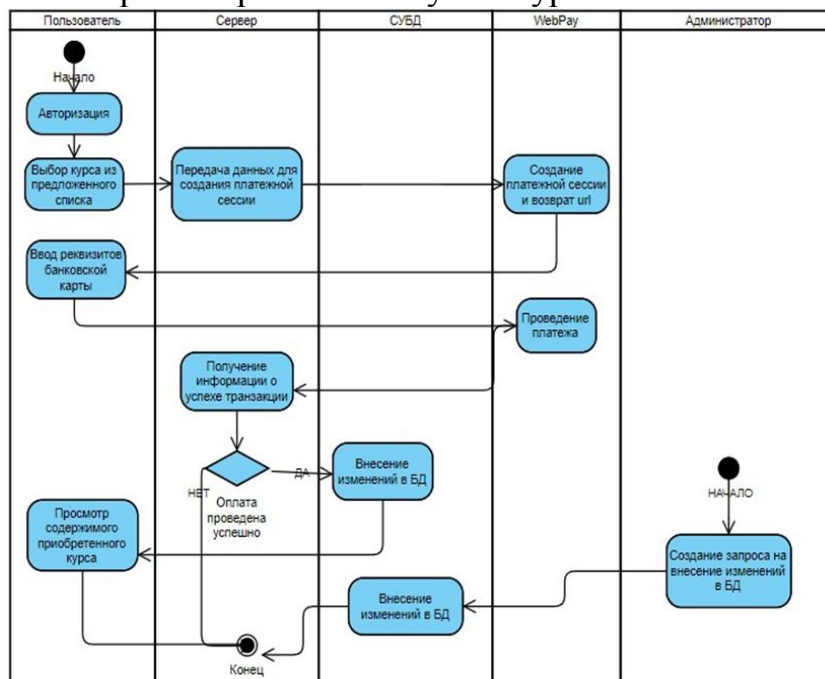 Пользователь
Сервер
СУБД
WebPay
Администратор
Начало
Авторизация
Выбор курса из
предложенного
списка
Передача данных для
создания платежной
сессии
Создание
платежной сессии
и возврат url
Ввод реквизитов
банковской
карты
Проведение
платежа
Получение
информации о
успехе транзакции
НЕТ
ДА
Оплата
проведена
успешно
Внесение
изменений в БД
Просмотр
содержимого
приобретенного
курса
НАЧАЛО
Создание запроса на
внесение изменений
в БД
Внесение
изменений в БД
Конец